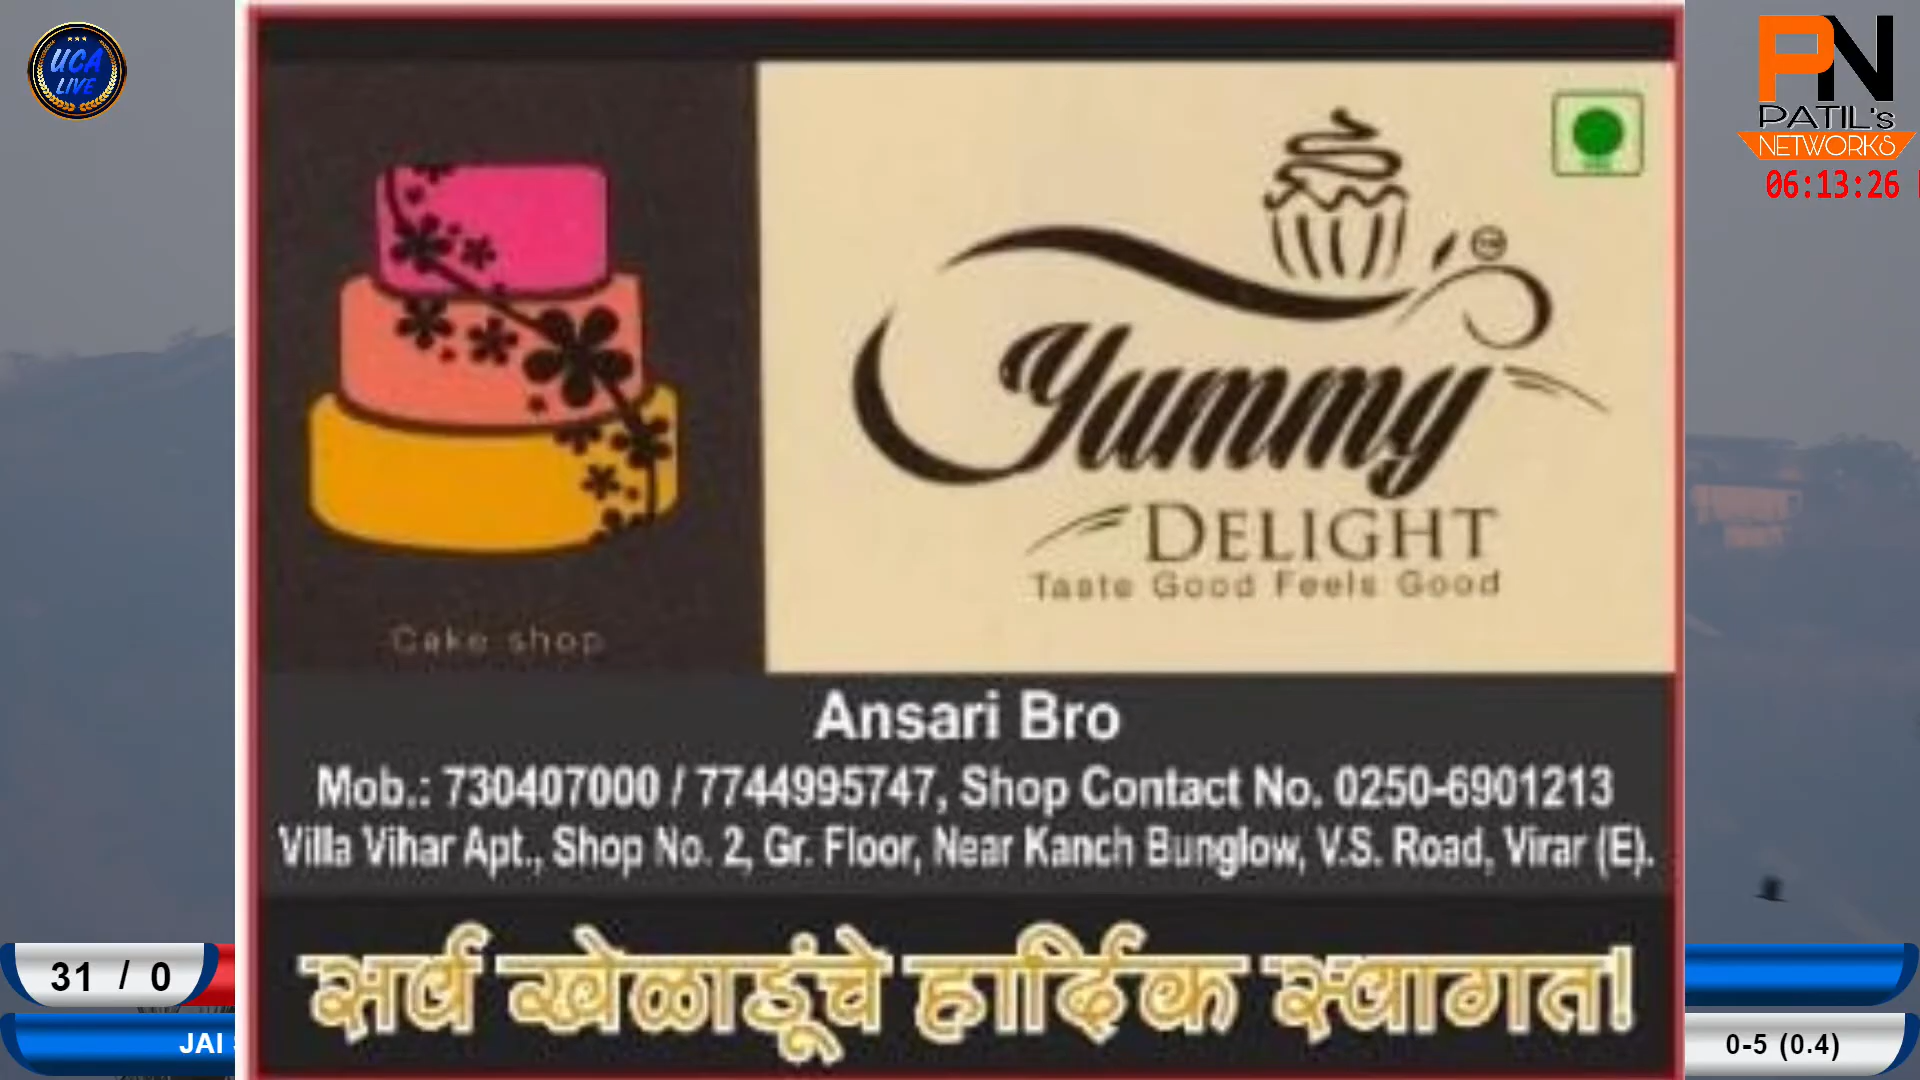 UCA
LIVE
PN
PATIL's
NETWORKS
06:13:26
Yummy
DELIGHT
Taste Good Feels Good
Cake shop
Ansari Bro
Mob.: 730407000 / 7744995747, Shop Contact No. 0250-6901213
Villa Vihar Apt., Shop No. 2, Gr. Floor, Near Kanch Bunglow, V.S. Road, Virar (E).
सर्व खेळाडूंचे हार्दिक स्वागत!
31 / 0
JAI
0-5 (0.4)